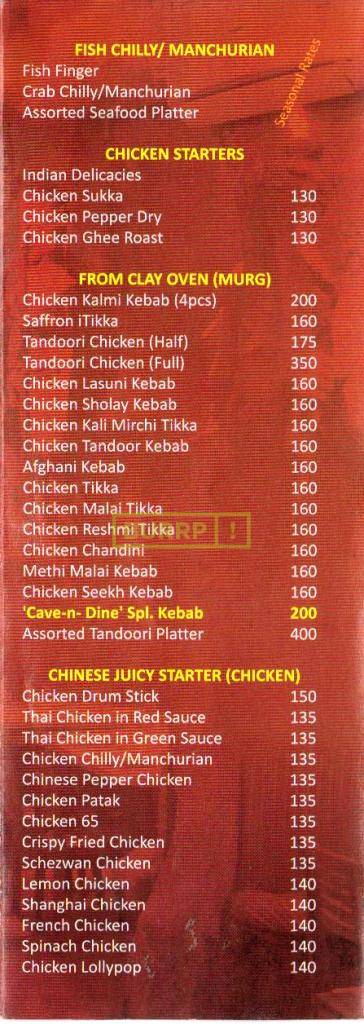 FISH CHILLY/ MANCHURIAN
Fish Finger
Crab Chilly/Manchurian
Assorted Seafood Platter
Seasonal Rates
CHICKEN STARTERS
Indian Delicacies
Chicken Sukka 130
Chicken Pepper Dry 130
Chicken Ghee Roast 130
FROM CLAY OVEN (MURG)
Chicken Kalmi Kebab (4pcs) 200
Saffron iTikka 160
Tandoori Chicken (Half) 175
Tandoori Chicken (Full) 350
Chicken Lasuni Kebab 160
Chicken Sholay Kebab 160
Chicken Kali Mirchi Tikka 160
Chicken Tandoor Kebab 160
Afghani Kebab 160
Chicken Tikka 160
Chicken Malai Tikka 160
Chicken Reshmi Tikka 160
Chicken Chandini 160
Methi Malai Kebab 160
Chicken Seekh Kebab 160
'Cave-n- Dine' Spl. Kebab 200
Assorted Tandoori Platter 400
CHINESE JUICY STARTER (CHICKEN)
Chicken Drum Stick 150
Thai Chicken in Red Sauce 135
Thai Chicken in Green Sauce 135
Chicken Chilly/Manchurian 135
Chinese Pepper Chicken 135
Chicken Patak 135
Chicken 65 135
Crispy Fried Chicken 135
Schezwan Chicken 135
Lemon Chicken 140
Shanghai Chicken 140
French Chicken 140
Spinach Chicken 140
Chicken Lollypop 140